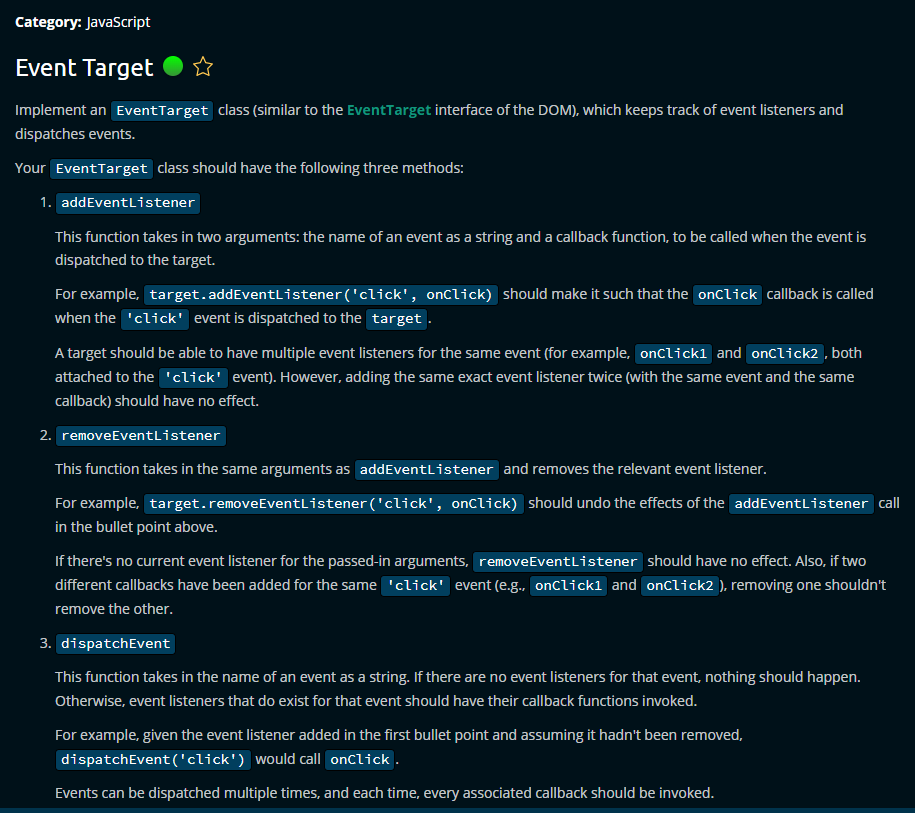 Category: JavaScript
Event Target
Implement an EventTarget class (similar to the EventTarget interface of the DOM), which keeps track of event listeners and
dispatches events.
Your EventTarget class should have the following three methods:
1. addEventListener
This function takes in two arguments: the name of an event as a string and a callback function, to be called when the event is
dispatched to the target.
For example, target.addEventListener('click', onClick) should make it such that the onClick callback is called
when the 'click' event is dispatched to the target.
A target should be able to have multiple event listeners for the same event (for example, onClick1 and onClick2, both
attached to the 'click' event). However, adding the same exact event listener twice (with the same event and the same
callback) should have no effect.
2. removeEventListener
This function takes in the same arguments as addEventListener and removes the relevant event listener.
For example, target.removeEventListener('click', onClick) should undo the effects of the addEventListener call
in the bullet point above.
If there's no current event listener for the passed-in arguments, removeEventListener should have no effect. Also, if two
different callbacks have been added for the same 'click' event (e.g., onClick1 and onClick2), removing one shouldn't
remove the other.
3. dispatchEvent
This function takes in the name of an event as a string. If there are no event listeners for that event, nothing should happen.
Otherwise, event listeners that do exist for that event should have their callback functions invoked.
For example, given the event listener added in the first bullet point and assuming it hadn't been removed,
dispatchEvent('click') would call onClick.
Events can be dispatched multiple times, and each time, every associated callback should be invoked.